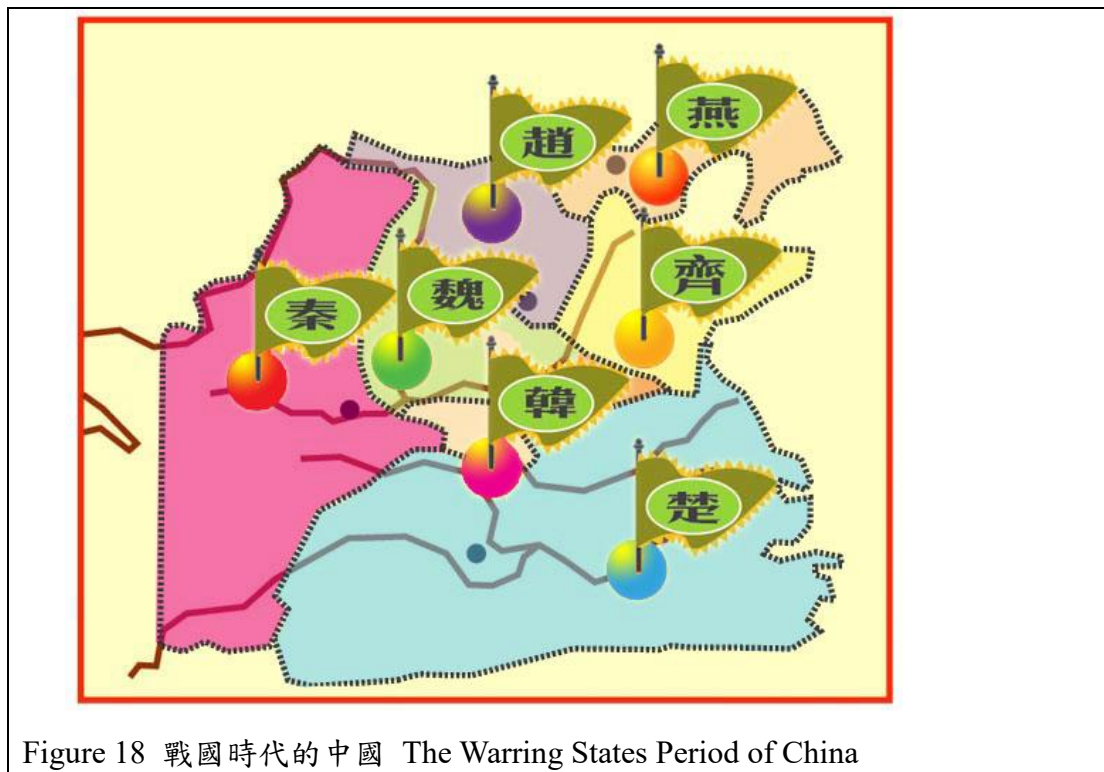 燕
趙
齊
魏
秦
韓
楚
Figure 18 戰國時代的中國 The Warring States Period of China